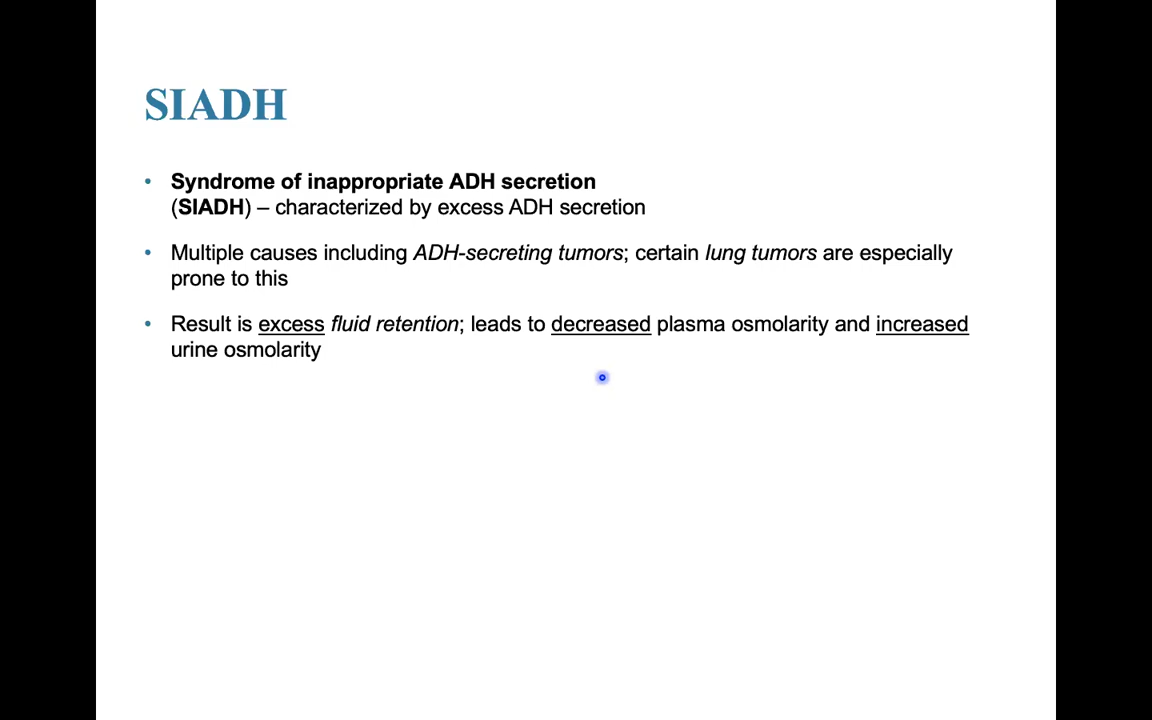 SIADH
• Syndrome of inappropriate ADH secretion
(SIADH) – characterized by excess ADH secretion
• Multiple causes including ADH-secreting tumors; certain lung tumors are especially
prone to this
• Result is excess fluid retention; leads to decreased plasma osmolarity and increased
urine osmolarity